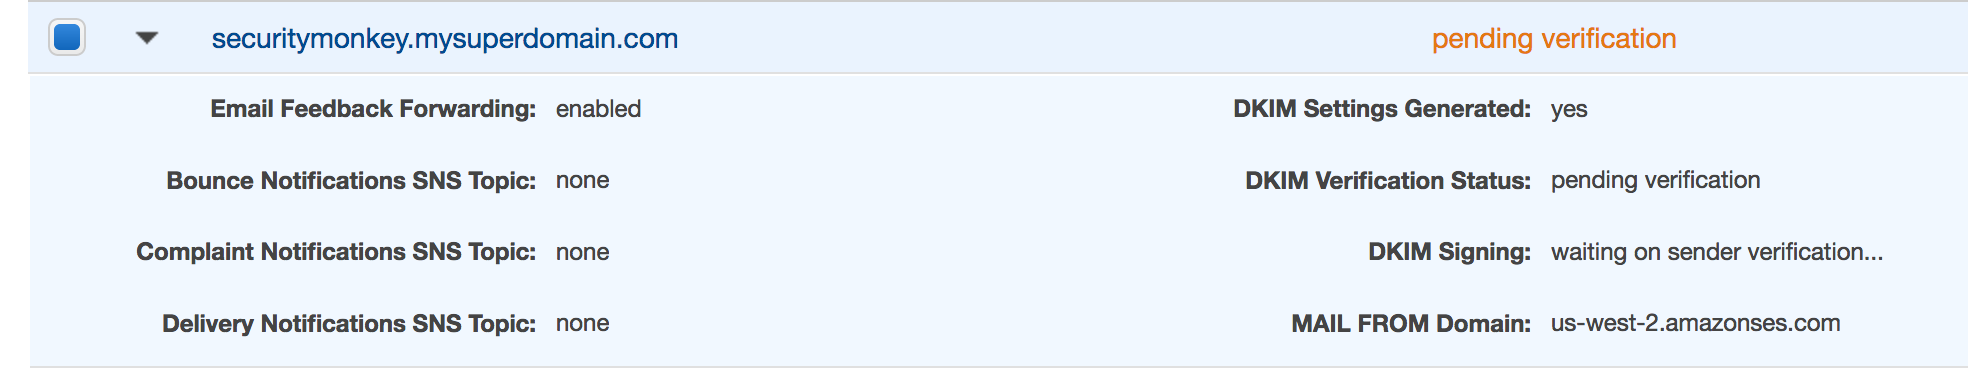 securitymonkey.mysuperdomain.com pending verification
Email Feedback Forwarding: enabled DKIM Settings Generated: yes
Bounce Notifications SNS Topic: none DKIM Verification Status: pending verification
Complaint Notifications SNS Topic: none DKIM Signing: waiting on sender verification...
Delivery Notifications SNS Topic: none MAIL FROM Domain: us-west-2.amazonses.com